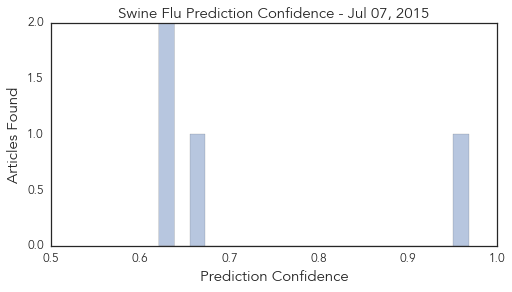 Swine Flu Prediction Confidence - Jul 07, 2015
Articles Found
2.0
1.5
1.0
0.5
0.0
0.5 0.6 0.7 0.8 0.9 1.0
Prediction Confidence